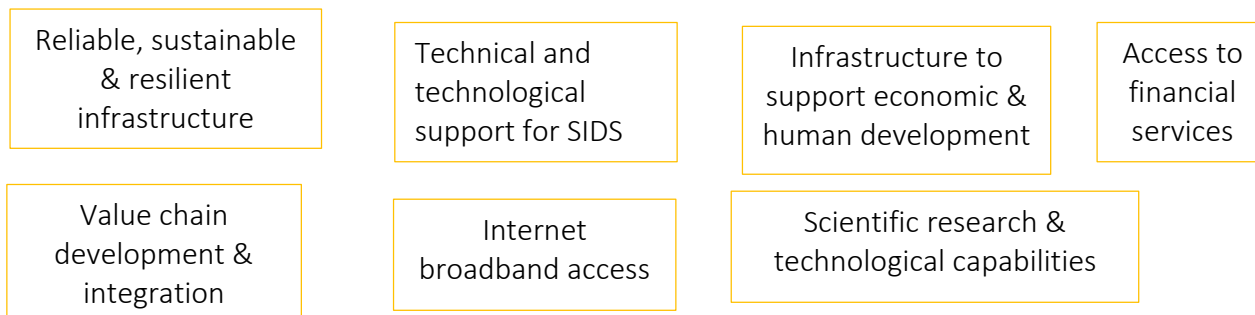 Reliable, sustainable
& resilient
infrastructure
Technical and
technological
support for SIDS
Infrastructure to
support economic &
human development
Access to
financial
services
Value chain
development &
integration
Internet
broadband access
Scientific research &
technological capabilities